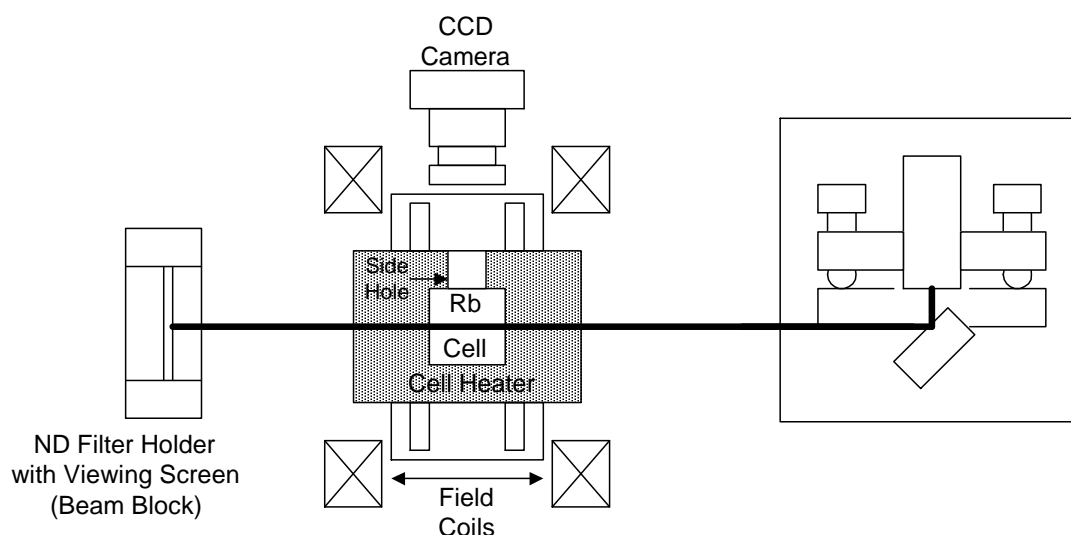 CCD
Camera
Side
Hole
Rb
Cell
Cell Heater
ND Filter Holder
with Viewing Screen
(Beam Block)
Field
Coils